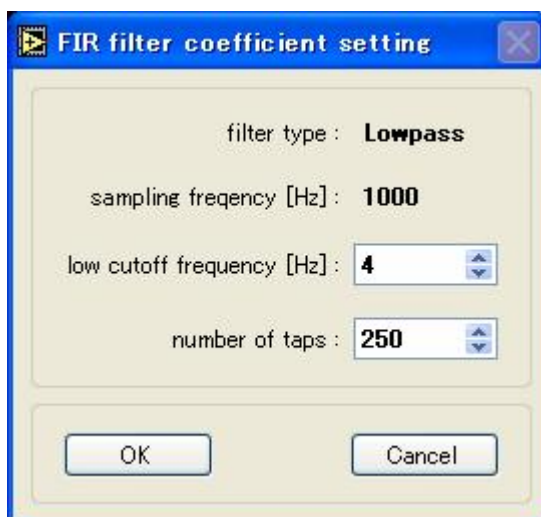 FIR filter coefficient setting
filter type : Lowpass
sampling freqency [Hz] : 1000
low cutoff frequency [Hz] : 4
number of taps : 250
OK Cancel